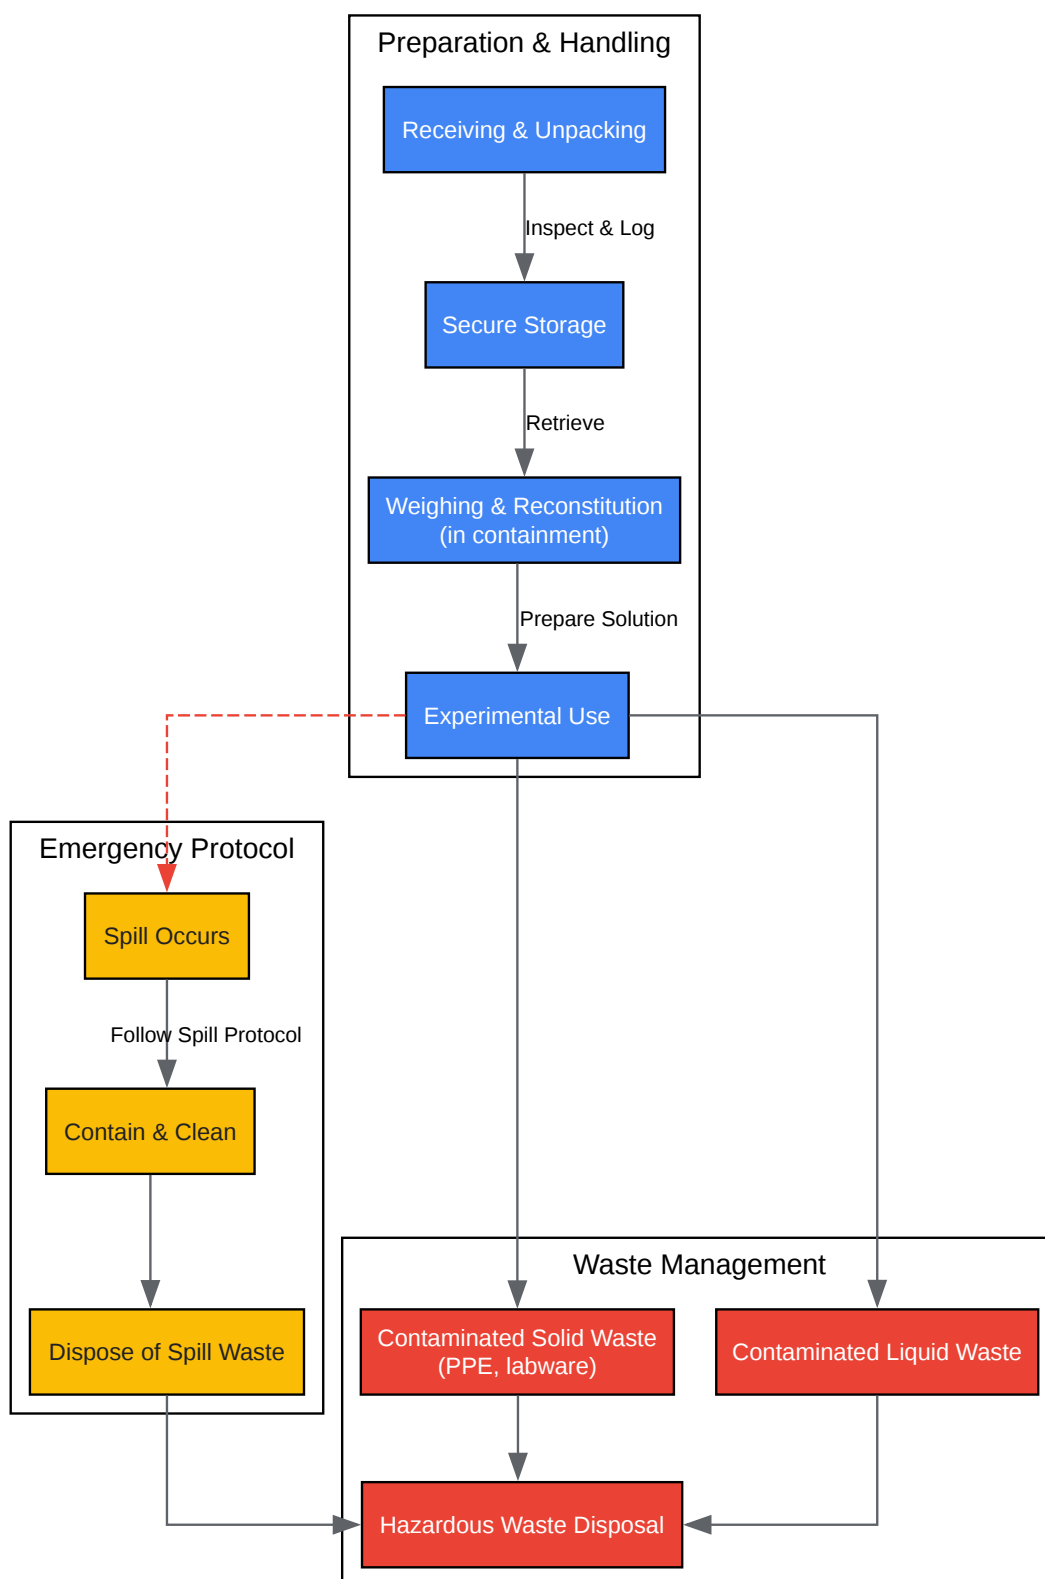 Preparation & Handling
Receiving & Unpacking
Inspect & Log
Secure Storage
Retrieve
Weighing & Reconstitution
(in containment)
Prepare Solution
Experimental Use
Emergency Protocol
Spill Occurs
Follow Spill Protocol
Contain & Clean
Dispose of Spill Waste
Waste Management
Contaminated Solid Waste
(PPE, labware)
Contaminated Liquid Waste
Hazardous Waste Disposal